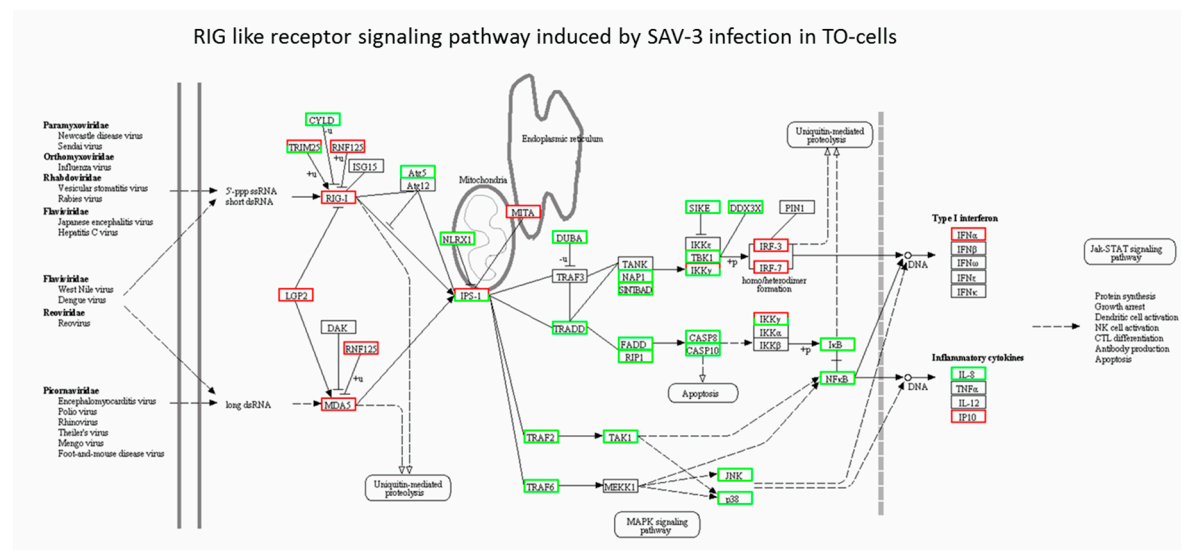 RIG like receptor signaling pathway induced by SAV-3 infection in TO-cells
Paramyxoviridae
Newcastle disease virus
Sendai virus
Orthomyxoviridae
Influenza virus
Rhabdoviridae
Vesicular stomatitis virus
Rabies virus
Flaviviridae
Japanese encephalitis virus
Hepatitis C virus
Flaviviridae
West Nile virus
Dengue virus
Reoviridae
Reovirus
Picornaviridae
Encephalomyocarditis virus
Polio virus
Rhinovirus
Theiler's virus
Mengo virus
Foot-and-mouse disease virus
5'-ppp ssRNA
short dsRNA
long dsRNA
CYLD
-u
TRIM25
RNF125
+u
ISG15
+u
RIG-I
Atg5
Atg12
LGP2
DAK
RNF125
+u
MDA5
Uniquitin-mediated
proteolysis
Mitochondria
Endoplasmic reticulum
MITA
NLRX1
IPS-1
DUBA
-u
TRAF3
TRADD
TANK
NAP1
SINTBAD
FADD
RIP1
TRAF2
TAK1
TRAF6
MEKK1
MAPK signaling
pathway
SIKE
DDX3X
PIN1
IKKε
TBK1
IKKγ
+p
IRF-3
IRF-7
homo/heterodimer
formation
CASP8
CASP10
Apoptosis
IKKγ
IKKα
IKKβ
+p
IκB
NFκB
JNK
p38
Uniquitin-mediated
proteolysis
DNA
DNA
Type I interferon
IFNα
IFNβ
IFNω
IFNε
IFNκ
Inflammatory cytokines
IL-8
TNFα
IL-12
IP10
Jak-STAT signaling
pathway
Protein synthesis
Growth arrest
Dendritic cell activation
NK cell activation
CTL differentiation
Antibody production
Apoptosis